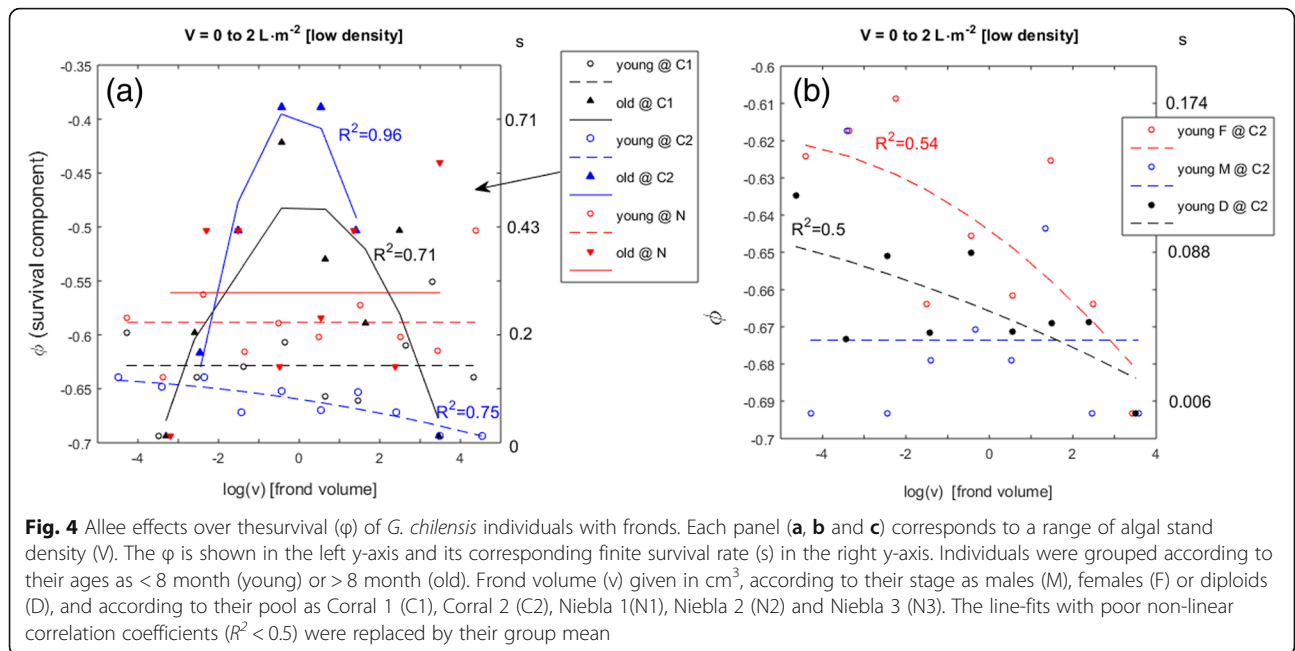 V = 0 to 2 L·m⁻² [low density]
s
(a)
φ (survival component)
-0.35
-0.4
-0.45
-0.5
-0.55
-0.6
-0.65
-0.7
0.71
0.43
0.2
0
R²=0.96
R²=0.71
R²=0.75
-4
-2
0
2
4
log(v) [frond volume]
young @ C1
old @ C1
young @ C2
old @ C2
young @ N
old @ N
V = 0 to 2 L·m⁻² [low density]
s
(b)
ϕ
-0.6
-0.61
-0.62
-0.63
-0.64
-0.65
-0.66
-0.67
-0.68
-0.69
-0.7
0.174
0.088
0.006
R²=0.54
R²=0.5
-4
-2
0
2
4
log(v) [frond volume]
young F @ C2
young M @ C2
young D @ C2
Fig. 4 Allee effects over thesurvival (φ) of G. chilensis individuals with fronds. Each panel (a, b and c) corresponds to a range of algal stand
density (V). The φ is shown in the left y-axis and its corresponding finite survival rate (s) in the right y-axis. Individuals were grouped according to
their ages as < 8 month (young) or > 8 month (old). Frond volume (v) given in cm³, according to their stage as males (M), females (F) or diploids
(D), and according to their pool as Corral 1 (C1), Corral 2 (C2), Niebla 1(N1), Niebla 2 (N2) and Niebla 3 (N3). The line-fits with poor non-linear
correlation coefficients (R² < 0.5) were replaced by their group mean